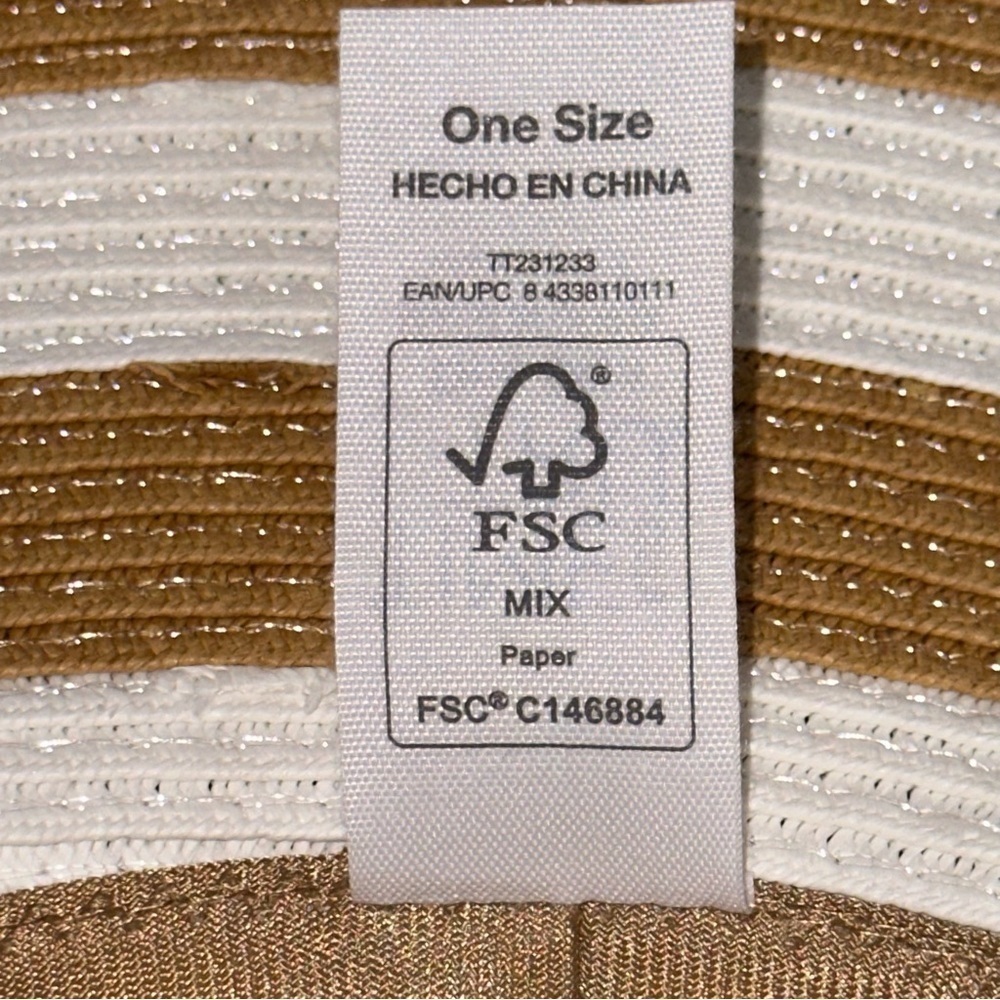 One Size
HECHO EN CHINA
TT231233
EAN/UPC 8 4338110111
®
FSC
MIX
Paper
FSC® C146884